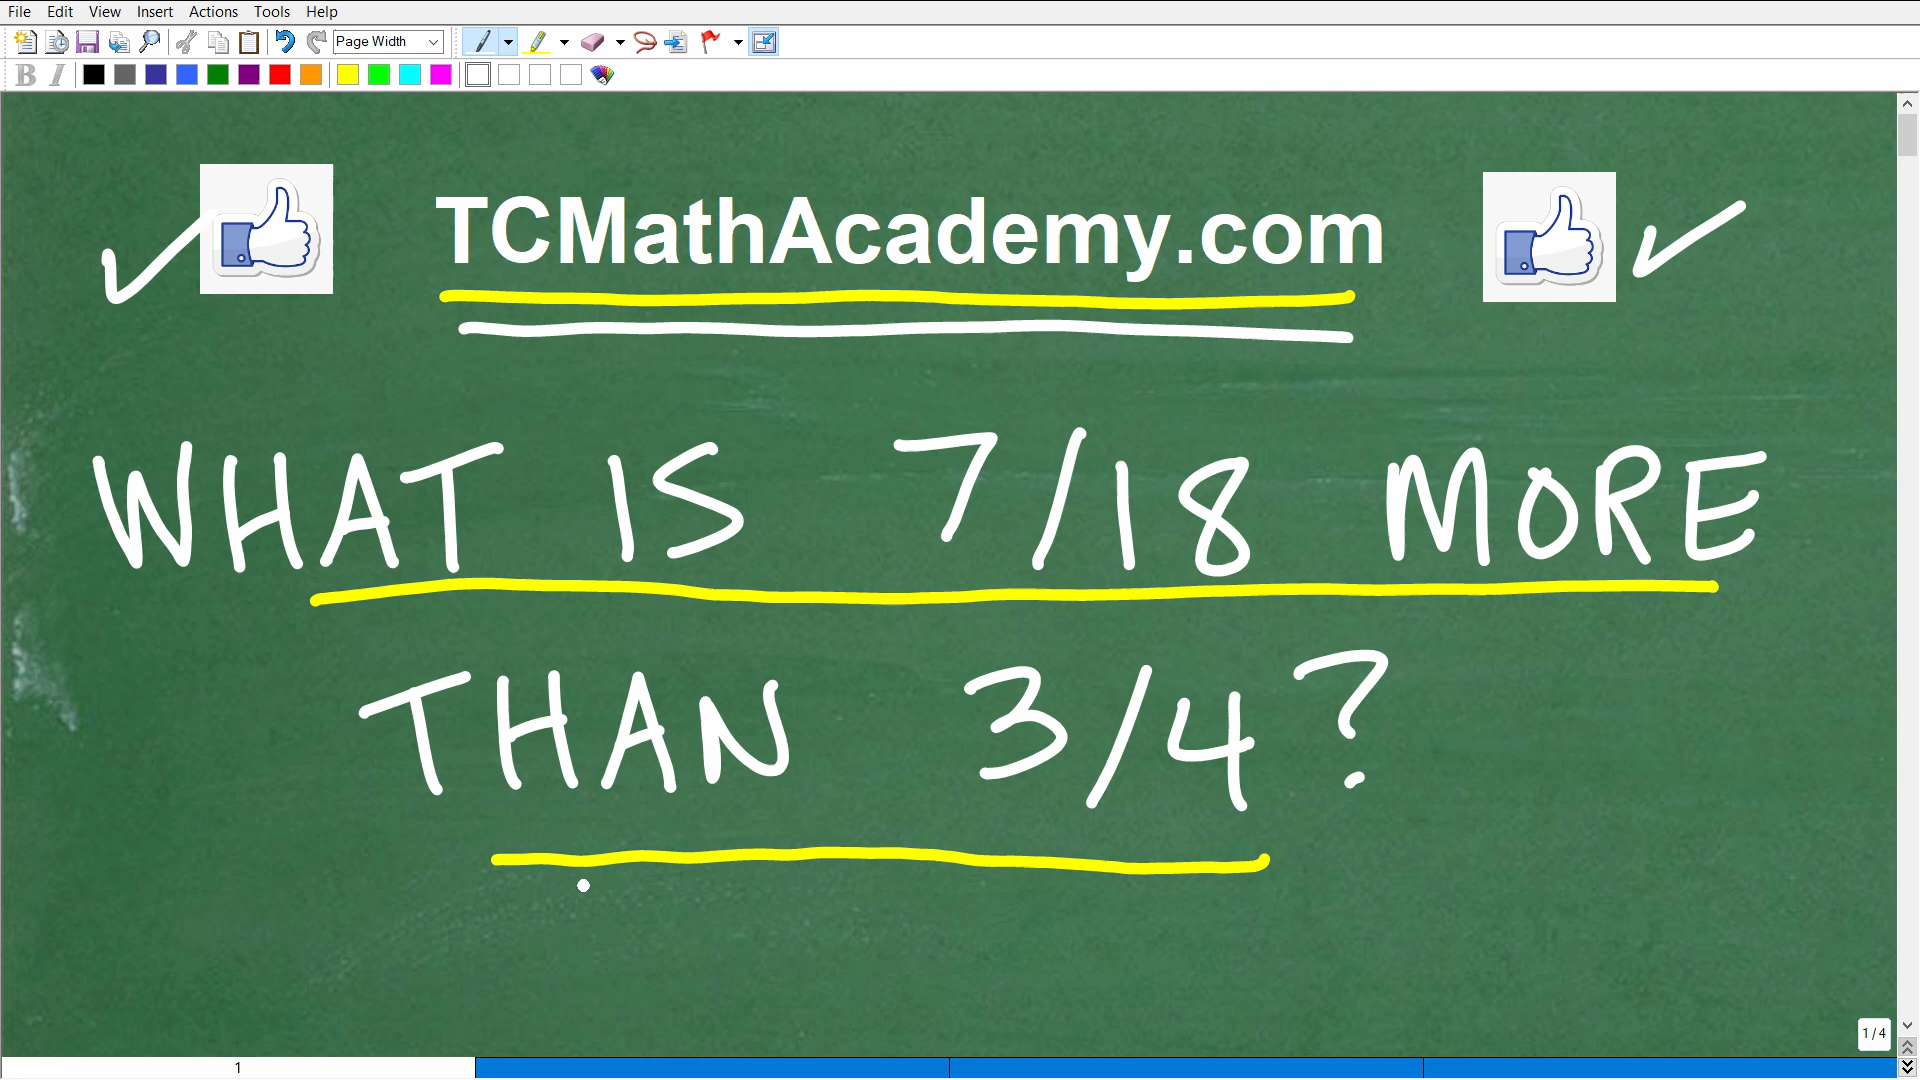 File Edit View Insert Actions Tools Help
Page Width
B I
TCMathAcademy.com
WHAT IS 7/18 MORE
THAN 3/4?
1 / 4
1